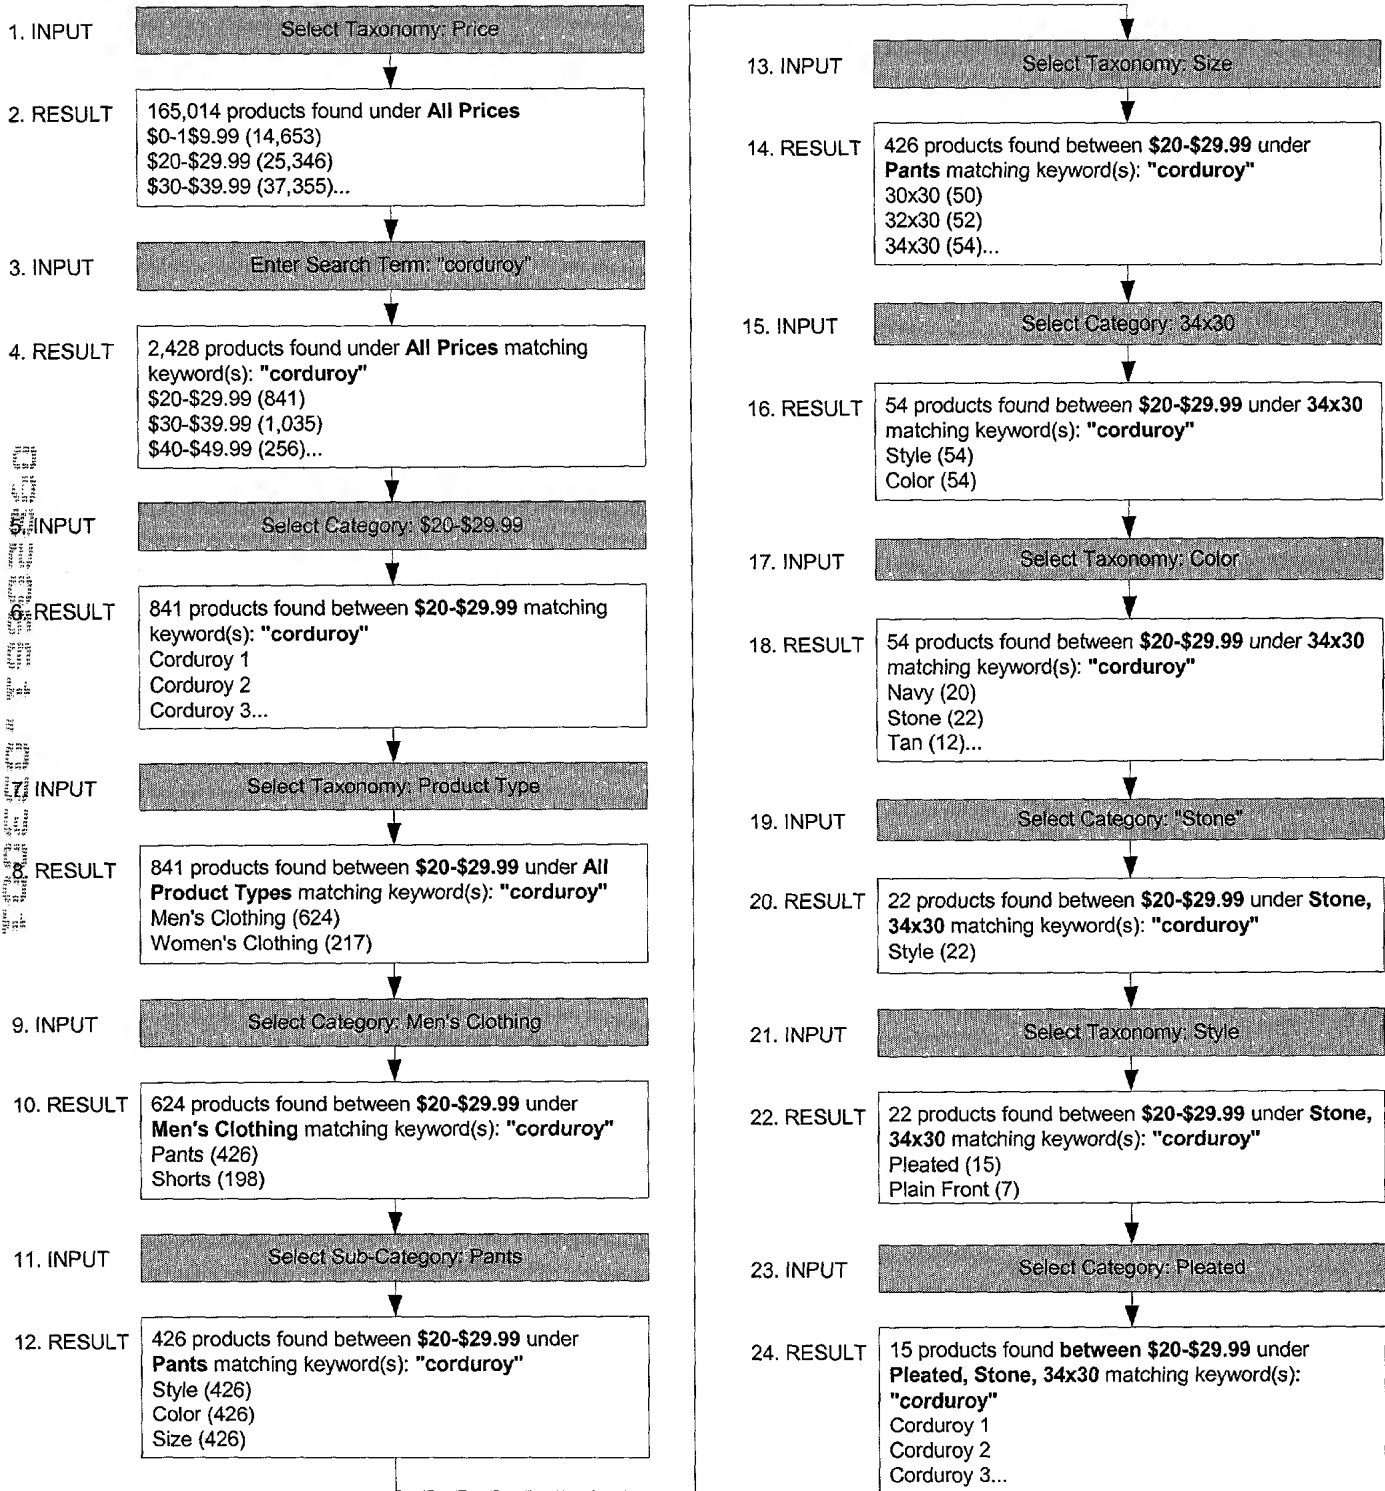 1. INPUT
Select Taxonomy: Price
2. RESULT
165,014 products found under All Prices
$0-1$9.99 (14,653)
$20-$29.99 (25,346)
$30-$39.99 (37,355)...
3. INPUT
Enter Search Term: "corduroy"
4. RESULT
2,428 products found under All Prices matching
keyword(s): "corduroy"
$20-$29.99 (841)
$30-$39.99 (1,035)
$40-$49.99 (256)...
5. INPUT
Select Category: $20-$29.99
6. RESULT
841 products found between $20-$29.99 matching
keyword(s): "corduroy"
Corduroy 1
Corduroy 2
Corduroy 3...
7. INPUT
Select Taxonomy: Product Type
8. RESULT
841 products found between $20-$29.99 under All
Product Types matching keyword(s): "corduroy"
Men's Clothing (624)
Women's Clothing (217)
9. INPUT
Select Category: Men's Clothing
10. RESULT
624 products found between $20-$29.99 under
Men's Clothing matching keyword(s): "corduroy"
Pants (426)
Shorts (198)
11. INPUT
Select Sub-Category: Pants
12. RESULT
426 products found between $20-$29.99 under
Pants matching keyword(s): "corduroy"
Style (426)
Color (426)
Size (426)
13. INPUT
Select Taxonomy: Size
14. RESULT
426 products found between $20-$29.99 under
Pants matching keyword(s): "corduroy"
30x30 (50)
32x30 (52)
34x30 (54)...
15. INPUT
Select Category: 34x30
16. RESULT
54 products found between $20-$29.99 under 34x30
matching keyword(s): "corduroy"
Style (54)
Color (54)
17. INPUT
Select Taxonomy: Color
18. RESULT
54 products found between $20-$29.99 under 34x30
matching keyword(s): "corduroy"
Navy (20)
Stone (22)
Tan (12)...
19. INPUT
Select Category: "Stone"
20. RESULT
22 products found between $20-$29.99 under Stone,
34x30 matching keyword(s): "corduroy"
Style (22)
21. INPUT
Select Taxonomy: Style
22. RESULT
22 products found between $20-$29.99 under Stone,
34x30 matching keyword(s): "corduroy"
Pleated (15)
Plain Front (7)
23. INPUT
Select Category: Pleated
24. RESULT
15 products found between $20-$29.99 under
Pleated, Stone, 34x30 matching keyword(s):
"corduroy"
Corduroy 1
Corduroy 2
Corduroy 3...